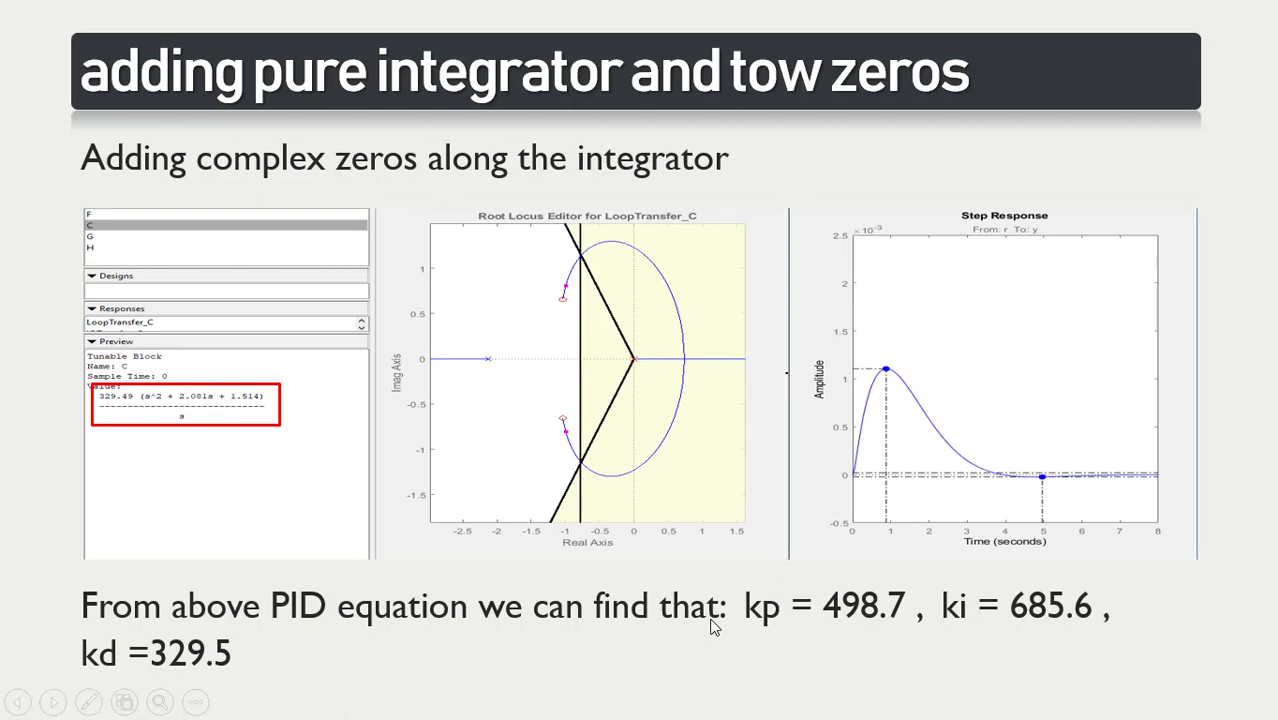 adding pure integrator and tow zeros
Adding complex zeros along the integrator
F
C
G
H
Designs
Responses
LoopTransfer_C
Preview
Tunable Block
Name: C
Sample Time: 0
Value:
329.49 (s^2 + 2.081s + 1.514)
-----------------------------
s
Root Locus Editor for LoopTransfer_C
Imag Axis
1
0.5
0
-0.5
-1
-1.5
-2.5 -2 -1.5 -1 -0.5 0 0.5 1 1.5
Real Axis
Step Response
From: r To: y
× 10^-3
Amplitude
2.5
2
1.5
1
0.5
0
-0.5
0 1 2 3 4 5 6 7 8
Time (seconds)
From above PID equation we can find that: kp = 498.7 , ki = 685.6 ,
kd =329.5